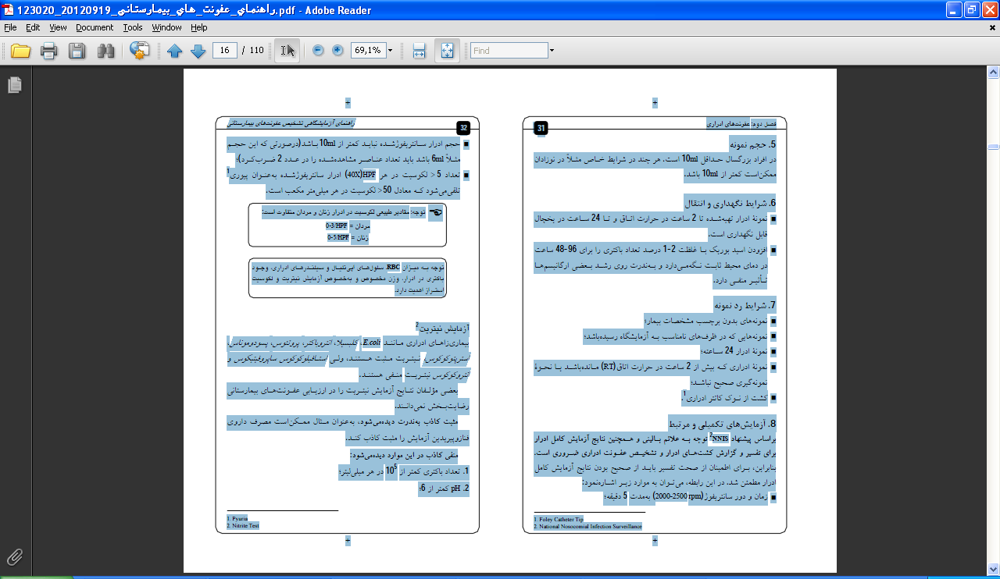 123020_20120919_راهنماي_عفونت_هاي_بيمارستاني.pdf - Adobe Reader
File Edit View Document Tools Window Help
16 / 110 69,1% Find
فصل دوم: عفونت‌های ادراری 31
5. حجم نمونه
در افراد بزرگسال حداقل 10ml است، هر چند در شرایط خاص مثلاً در نوزادان
ممکن‌است کمتر از 10ml باشد.
6. شرایط نگهداری و انتقال
■ نمونهٔ ادرار تهیه‌شده تا 2 ساعت در حرارت اتاق و تا 24 ساعت در یخچال
قابل نگهداری است.
■ افزودن اسید بوریک با غلظت 2-1 درصد تعداد باکتری را برای 96-48 ساعت
در دمای محیط ثابت نگه‌می‌دارد و به‌ندرت روی رشد بعضی ارگانیسم‌ها
تأثیر منفی دارد.
7. شرایط رد نمونه
■ نمونه‌های بدون برچسب مشخصات بیمار؛
■ نمونه‌هایی که در ظرف‌های نامناسب به آزمایشگاه رسیده‌باشد؛
■ نمونهٔ ادرار 24 ساعته؛
■ نمونهٔ ادراری که بیش از 2 ساعت در حرارت اتاق(RT) مانده‌باشد یا نحوهٔ
نمونه‌گیری صحیح نباشد؛
■ کشت از نوک کاتتر ادراری1.
8. آزمایش‌های تکمیلی و مرتبط
براساس پیشنهاد NNIS2 توجه به علائم بالینی و همچنین نتایج آزمایش کامل ادرار
برای تفسیر و گزارش کشت‌های ادرار و تشخیص عفونت ادراری ضروری است.
بنابراین، برای اطمینان از صحت تفسیر باید از صحیح بودن نتایج آزمایش کامل
ادرار مطمئن شد. در این رابطه، می‌توان به موارد زیر اشاره‌نمود:
■ زمان و دور سانتریفوژ(2000-2500 rpm) به‌مدت 5 دقیقه؛
1. Foley Catheter Tip
2. National Nosocomial Infection Surveillance
راهنمای آزمایشگاهی تشخیص عفونت‌های بیمارستانی 32
■ حجم ادرار سانتریفوژشده نباید کمتر از 10ml باشد(درصورتی که این حجم
مثلاً 6ml باشد باید تعداد عناصر مشاهده‌شده را در عدد 2 ضرب‌کرد)؛
■ تعداد 5 > لکوسیت در هر HPF(40X) ادرار سانتریفوژشده به‌عنوان پیوری1
تلقی‌می‌شود که معادل 50 > لکوسیت در هر میلی‌متر مکعب است.
توجه: مقادیر طبیعی لکوسیت در ادرار زنان و مردان متفاوت است:
مردان = 0-3/HPF
زنان = 0-5/HPF
توجه به میزان RBC، سلول‌های اپی‌تلیال و سیلندرهای ادراری، وجود
باکتری در ادرار، وزن مخصوص و به‌خصوص آزمایش نیتریت و لکوسیت
استراز اهمیت دارد.
آزمایش نیتریت2
بیماری‌زاهای ادراری مانند E.coli، کلبسیلا، انتروباکتر، پروتئوس، پسودوموناس،
استرپتوکوکوس، نیتریت مثبت هستند، ولی استافیلوکوکوس ساپروفیتیکوس و
انتروکوکوس نیتریت منفی هستند.
بعضی مؤلفان نتایج آزمایش نیتریت را در ارزیابی عفونت‌های بیمارستانی
رضایت‌بخش نمی‌دانند.
مثبت کاذب به‌ندرت دیده‌می‌شود، به‌عنوان مثال ممکن‌است مصرف داروی
فنازوپیریدین آزمایش را مثبت کاذب کند.
منفی کاذب در این موارد دیده‌می‌شود:
1. تعداد باکتری کمتر از 105 در هر میلی‌لیتر؛
2. pH کمتر از 6؛
1. Pyuria
2. Nitrite Test